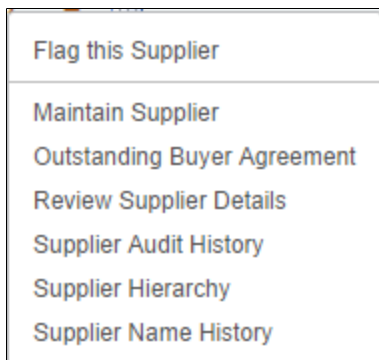 Flag this Supplier
Maintain Supplier
Outstanding Buyer Agreement
Review Supplier Details
Supplier Audit History
Supplier Hierarchy
Supplier Name History